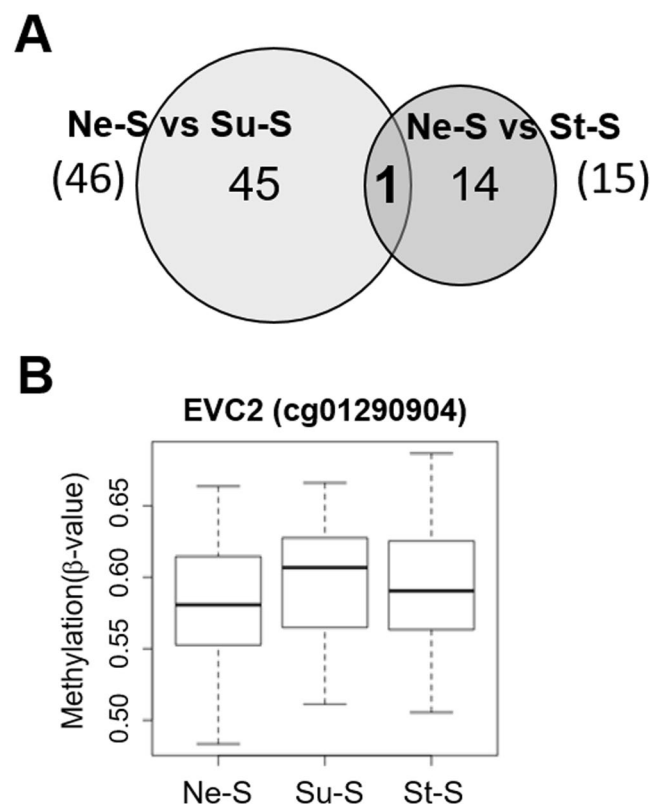 A
Ne-S vs Su-S Ne-S vs St-S
(46) 45 1 14 (15)
B
EVC2 (cg01290904)
Methylation(β-value)
0.65
0.60
0.55
0.50
Ne-S Su-S St-S